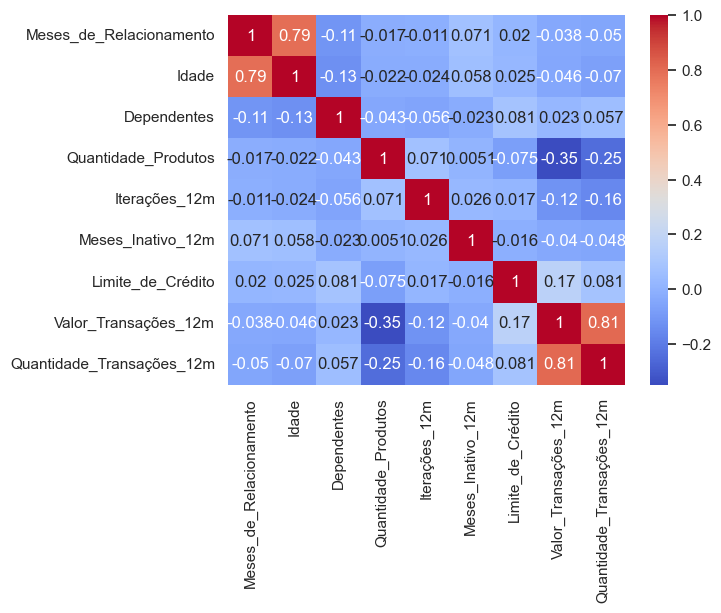 Meses_de_Relacionamento 1 0.79 -0.11 -0.017 -0.011 0.071 0.02 -0.038 -0.05
Idade 0.79 1 -0.13 -0.022 -0.024 0.058 0.025 -0.046 -0.07
Dependentes -0.11 -0.13 1 -0.043 -0.056 -0.023 0.081 0.023 0.057
Quantidade_Produtos -0.017 -0.022 -0.043 1 0.071 0.0051 -0.075 -0.35 -0.25
Iterações_12m -0.011 -0.024 -0.056 0.071 1 0.026 0.017 -0.12 -0.16
Meses_Inativo_12m 0.071 0.058 -0.023 0.0051 0.026 1 -0.016 -0.04 -0.048
Limite_de_Crédito 0.02 0.025 0.081 -0.075 0.017 -0.016 1 0.17 0.081
Valor_Transações_12m -0.038 -0.046 0.023 -0.35 -0.12 -0.04 0.17 1 0.81
Quantidade_Transações_12m -0.05 -0.07 0.057 -0.25 -0.16 -0.048 0.081 0.81 1
Meses_de_Relacionamento
Idade
Dependentes
Quantidade_Produtos
Iterações_12m
Meses_Inativo_12m
Limite_de_Crédito
Valor_Transações_12m
Quantidade_Transações_12m
1.0
0.8
0.6
0.4
0.2
0.0
−0.2